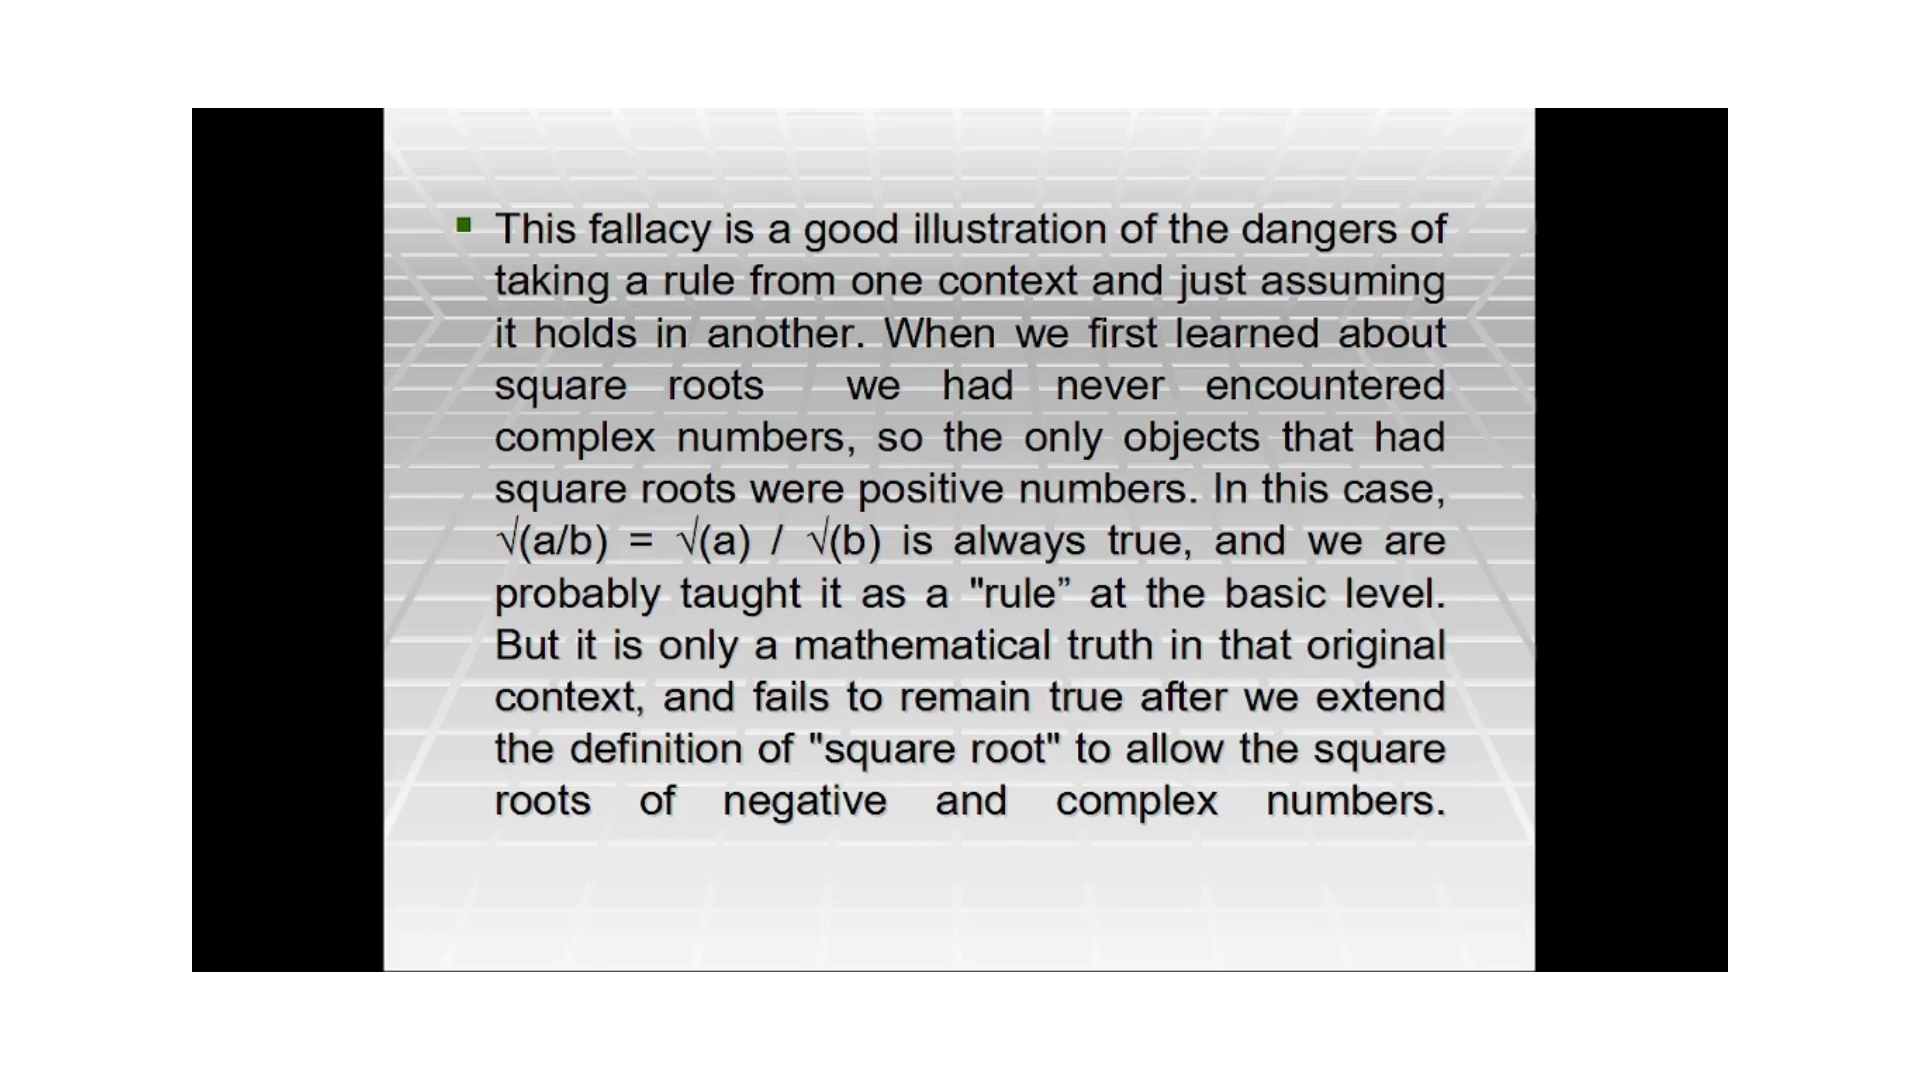 This fallacy is a good illustration of the dangers of
taking a rule from one context and just assuming
it holds in another. When we first learned about
square roots we had never encountered
complex numbers, so the only objects that had
square roots were positive numbers. In this case,
√(a/b) = √(a) / √(b) is always true, and we are
probably taught it as a "rule” at the basic level.
But it is only a mathematical truth in that original
context, and fails to remain true after we extend
the definition of "square root" to allow the square
roots of negative and complex numbers.